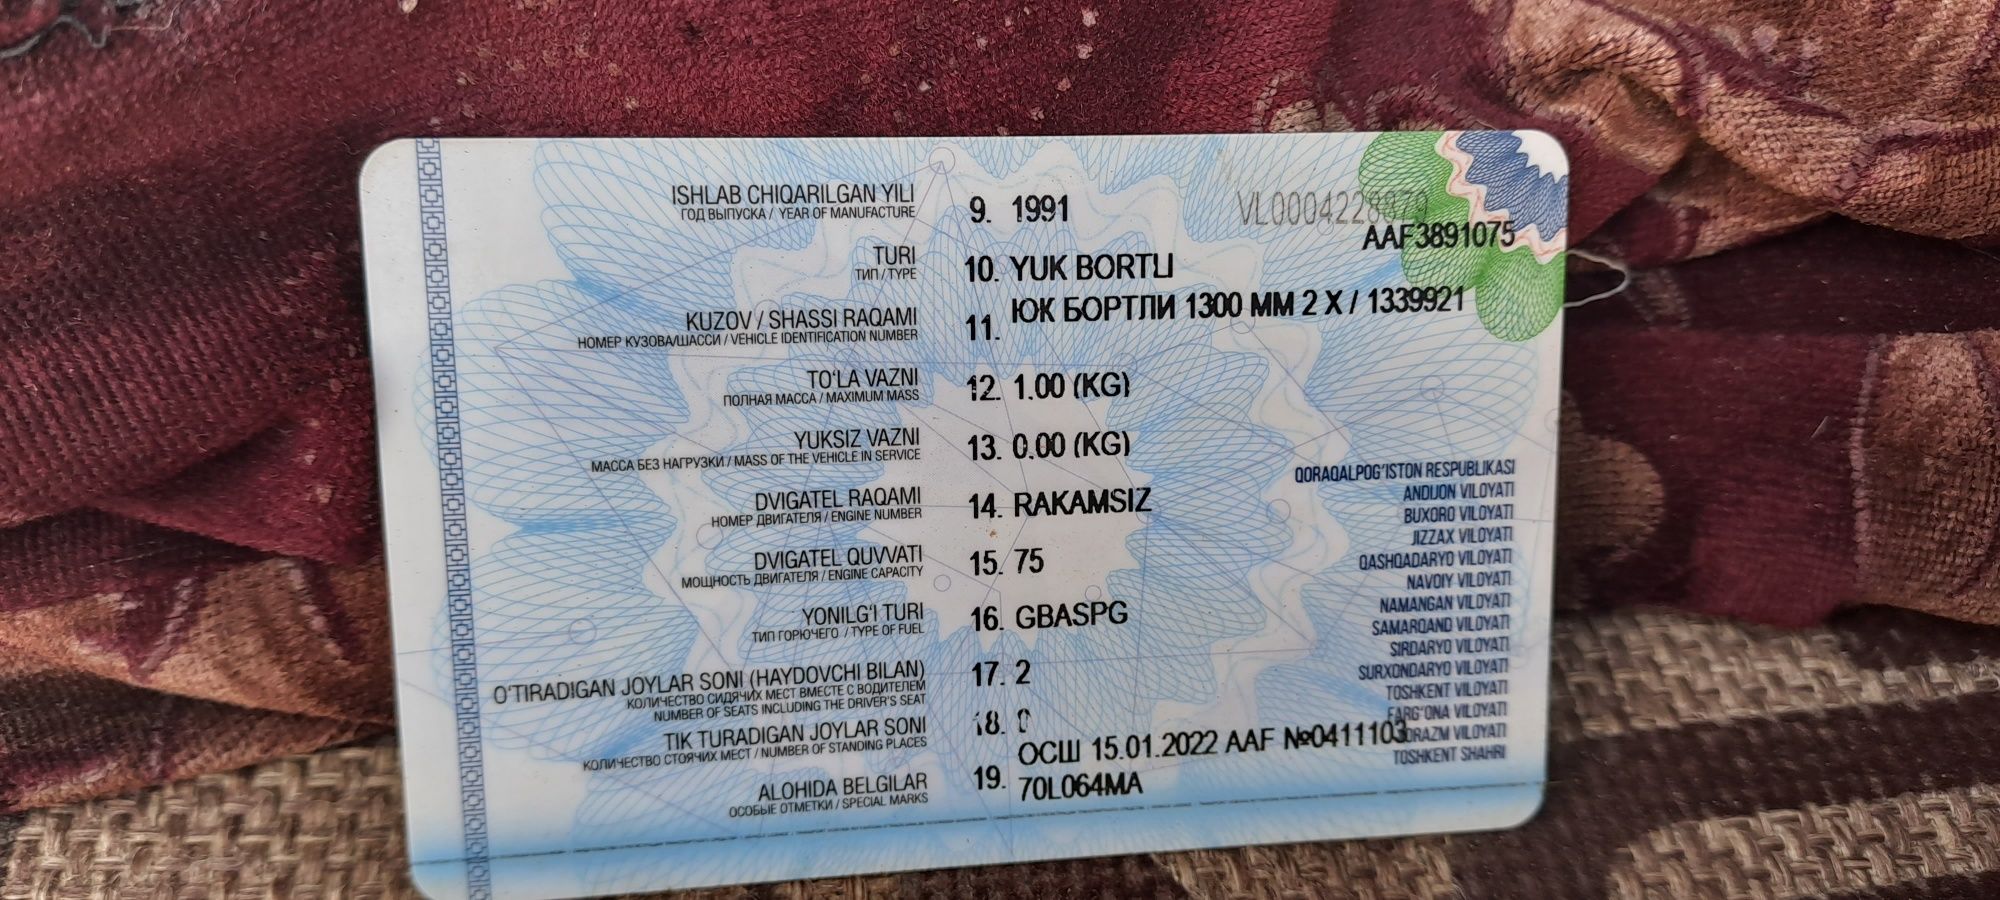 ISHLAB CHIQARILGAN YILI
ГОД ВЫПУСКА / YEAR OF MANUFACTURE
9. 1991
AAF3891075
TURI
ТИП / TYPE
10. YUK BORTLI
KUZOV / SHASSI RAQAMI
НОМЕР КУЗОВА/ШАССИ / VEHICLE IDENTIFICATION NUMBER
11. ЮК БОРТЛИ 1300 ММ 2 Х / 1339921
TO'LA VAZNI
ПОЛНАЯ МАССА / MAXIMUM MASS
12. 1.00 (KG)
YUKSIZ VAZNI
МАССА БЕЗ НАГРУЗКИ / MASS OF THE VEHICLE IN SERVICE
13. 0.00 (KG)
DVIGATEL RAQAMI
НОМЕР ДВИГАТЕЛЯ / ENGINE NUMBER
14. RAKAMSIZ
DVIGATEL QUVVATI
МОЩНОСТЬ ДВИГАТЕЛЯ / ENGINE CAPACITY
15. 75
YONILG'I TURI
ТИП ГОРЮЧЕГО / TYPE OF FUEL
16. GBASPG
O'TIRADIGAN JOYLAR SONI (HAYDOVCHI BILAN)
КОЛИЧЕСТВО СИДЯЧИХ МЕСТ ВМЕСТЕ С ВОДИТЕЛЕМ
NUMBER OF SEATS INCLUDING THE DRIVER'S SEAT
17. 2
TIK TURADIGAN JOYLAR SONI
КОЛИЧЕСТВО СТОЯЧИХ МЕСТ / NUMBER OF STANDING PLACES
18. 0
ALOHIDA BELGILAR
ОСОБЫЕ ОТМЕТКИ / SPECIAL MARKS
19. ОСШ 15.01.2022 AAF №0411103
70L064MA
QORAQALPOG'ISTON RESPUBLIKASI
ANDIJON VILOYATI
BUXORO VILOYATI
JIZZAX VILOYATI
QASHQADARYO VILOYATI
NAVOIY VILOYATI
NAMANGAN VILOYATI
SAMARQAND VILOYATI
SIRDARYO VILOYATI
SURXONDARYO VILOYATI
TOSHKENT VILOYATI
FARG'ONA VILOYATI
VILOYATI
TOSHKENT SHAHRI